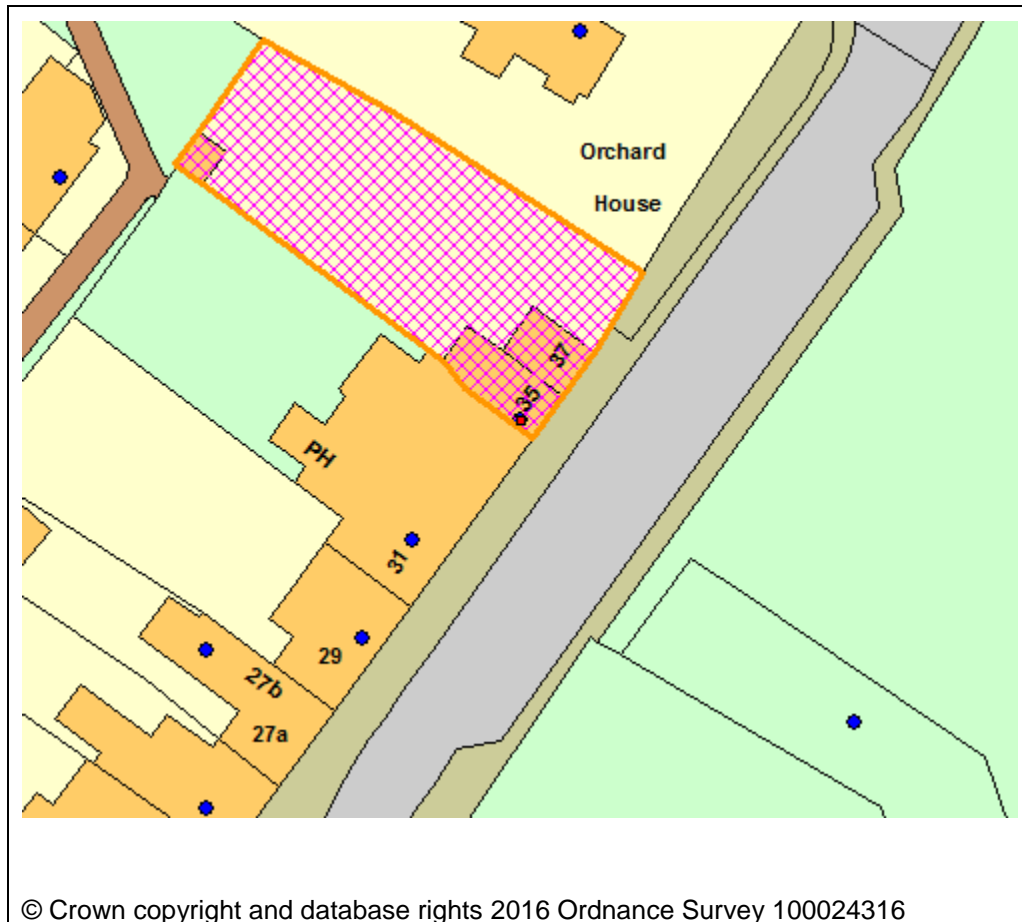 Orchard
House
37
35
PH
31
29
27b
27a
© Crown copyright and database rights 2016 Ordnance Survey 100024316